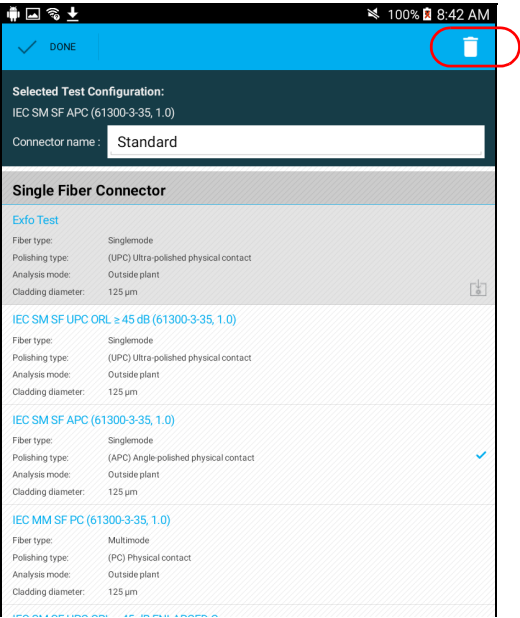 100% 8:42 AM
DONE
Selected Test Configuration:
IEC SM SF APC (61300-3-35, 1.0)
Connector name : Standard
Single Fiber Connector
Exfo Test
Fiber type: Singlemode
Polishing type: (UPC) Ultra-polished physical contact
Analysis mode: Outside plant
Cladding diameter: 125 µm
IEC SM SF UPC ORL ≥ 45 dB (61300-3-35, 1.0)
Fiber type: Singlemode
Polishing type: (UPC) Ultra-polished physical contact
Analysis mode: Outside plant
Cladding diameter: 125 µm
IEC SM SF APC (61300-3-35, 1.0)
Fiber type: Singlemode
Polishing type: (APC) Angle-polished physical contact
Analysis mode: Outside plant
Cladding diameter: 125 µm
IEC MM SF PC (61300-3-35, 1.0)
Fiber type: Multimode
Polishing type: (PC) Physical contact
Analysis mode: Outside plant
Cladding diameter: 125 µm